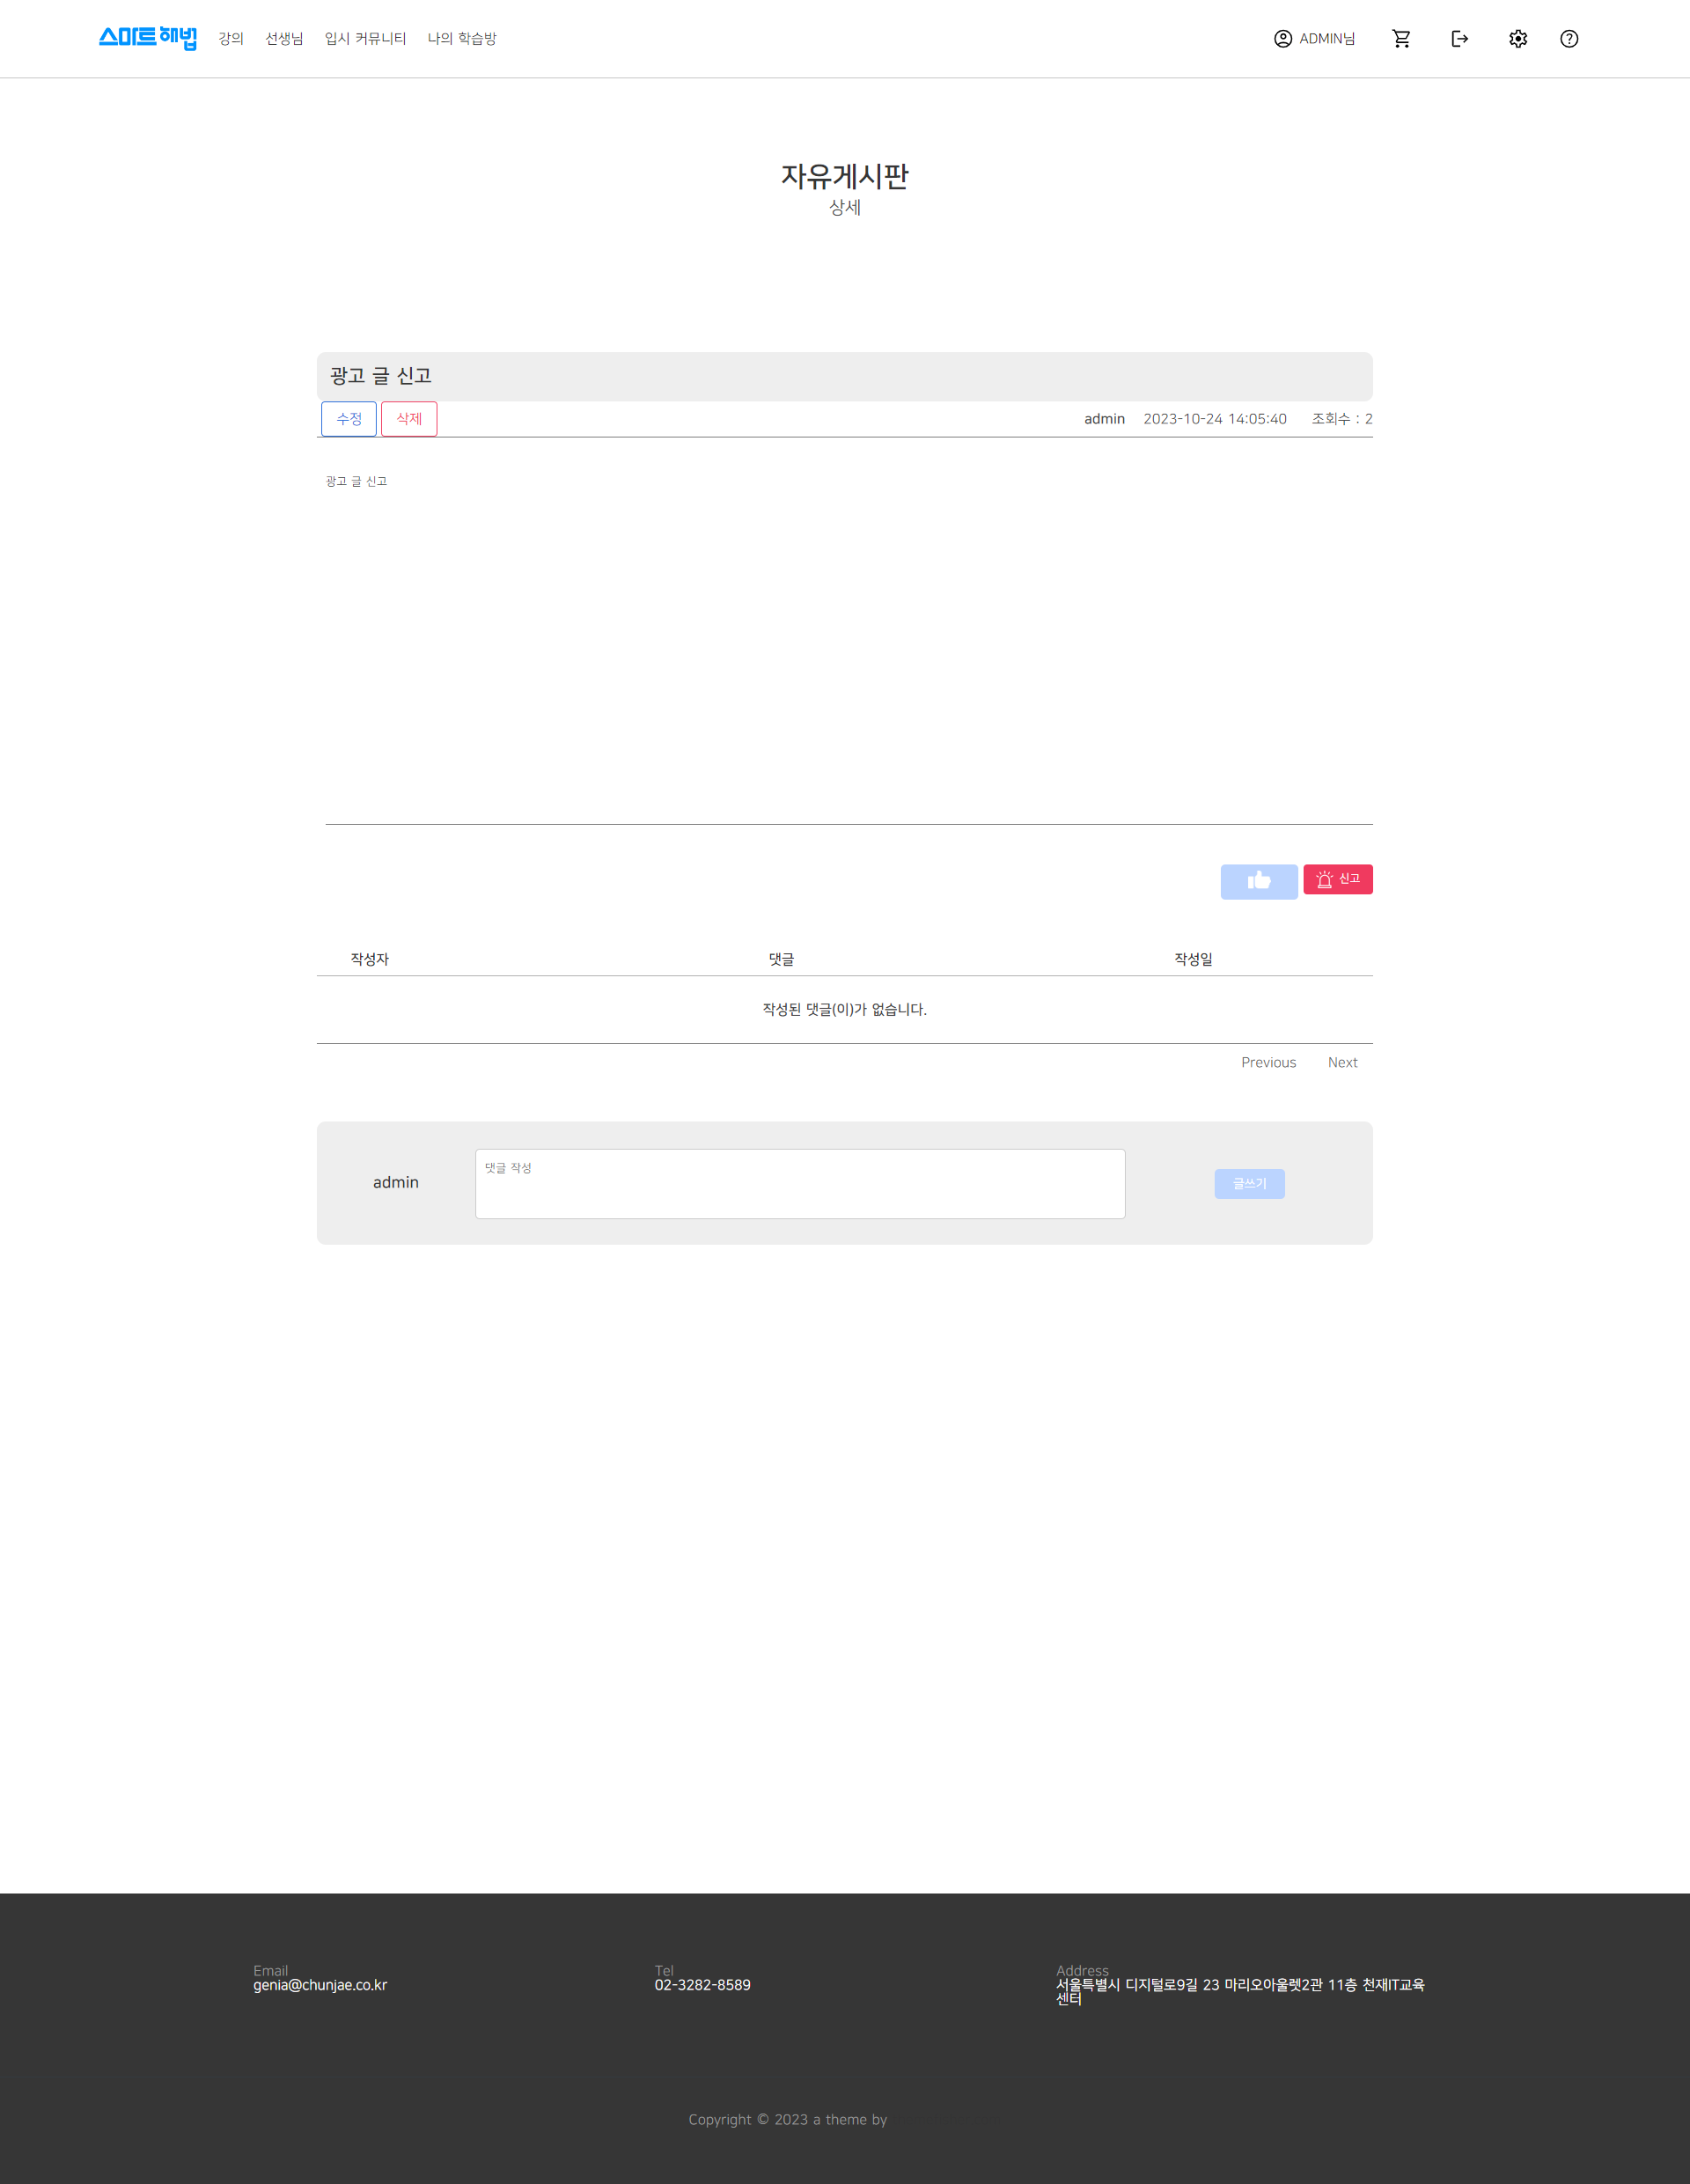 스마트해법 강의 선생님 입시 커뮤니티 나의 학습방 ADMIN님
자유게시판
상세
광고 글 신고
수정 삭제 admin 2023-10-24 14:05:40 조회수 : 2
광고 글 신고
신고
작성자 댓글 작성일
작성된 댓글(이)가 없습니다.
Previous Next
admin 댓글 작성 글쓰기
Email Tel Address
genia@chunjae.co.kr 02-3282-8589 서울특별시 디지털로9길 23 마리오아울렛2관 11층 천재IT교육
센터
Copyright © 2023 a theme by